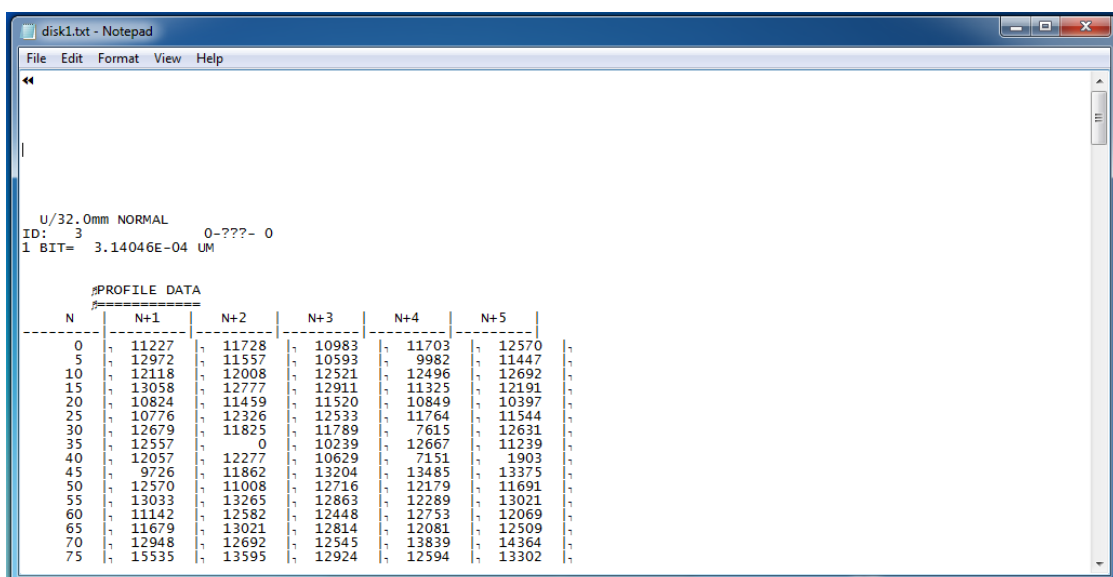 disk1.txt - Notepad
File Edit Format View Help
U/32.0mm NORMAL
ID: 3 0-???- 0
1 BIT= 3.14046E-04 UM
♬PROFILE DATA
♬============
N | N+1 | N+2 | N+3 | N+4 | N+5 |
---------|---------|---------|---------|---------|---------|
0 |┐ 11227 |┐ 11728 |┐ 10983 |┐ 11703 |┐ 12570 |┐
5 |┐ 12972 |┐ 11557 |┐ 10593 |┐ 9982 |┐ 11447 |┐
10 |┐ 12118 |┐ 12008 |┐ 12521 |┐ 12496 |┐ 12692 |┐
15 |┐ 13058 |┐ 12777 |┐ 12911 |┐ 11325 |┐ 12191 |┐
20 |┐ 10824 |┐ 11459 |┐ 11520 |┐ 10849 |┐ 10397 |┐
25 |┐ 10776 |┐ 12326 |┐ 12533 |┐ 11764 |┐ 11544 |┐
30 |┐ 12679 |┐ 11825 |┐ 11789 |┐ 7615 |┐ 12631 |┐
35 |┐ 12557 |┐ 0 |┐ 10239 |┐ 12667 |┐ 11239 |┐
40 |┐ 12057 |┐ 12277 |┐ 10629 |┐ 7151 |┐ 1903 |┐
45 |┐ 9726 |┐ 11862 |┐ 13204 |┐ 13485 |┐ 13375 |┐
50 |┐ 12570 |┐ 11008 |┐ 12716 |┐ 12179 |┐ 11691 |┐
55 |┐ 13033 |┐ 13265 |┐ 12863 |┐ 12289 |┐ 13021 |┐
60 |┐ 11142 |┐ 12582 |┐ 12448 |┐ 12753 |┐ 12069 |┐
65 |┐ 11679 |┐ 13021 |┐ 12814 |┐ 12081 |┐ 12509 |┐
70 |┐ 12948 |┐ 12692 |┐ 12545 |┐ 13839 |┐ 14364 |┐
75 |┐ 15535 |┐ 13595 |┐ 12924 |┐ 12594 |┐ 13302 |┐